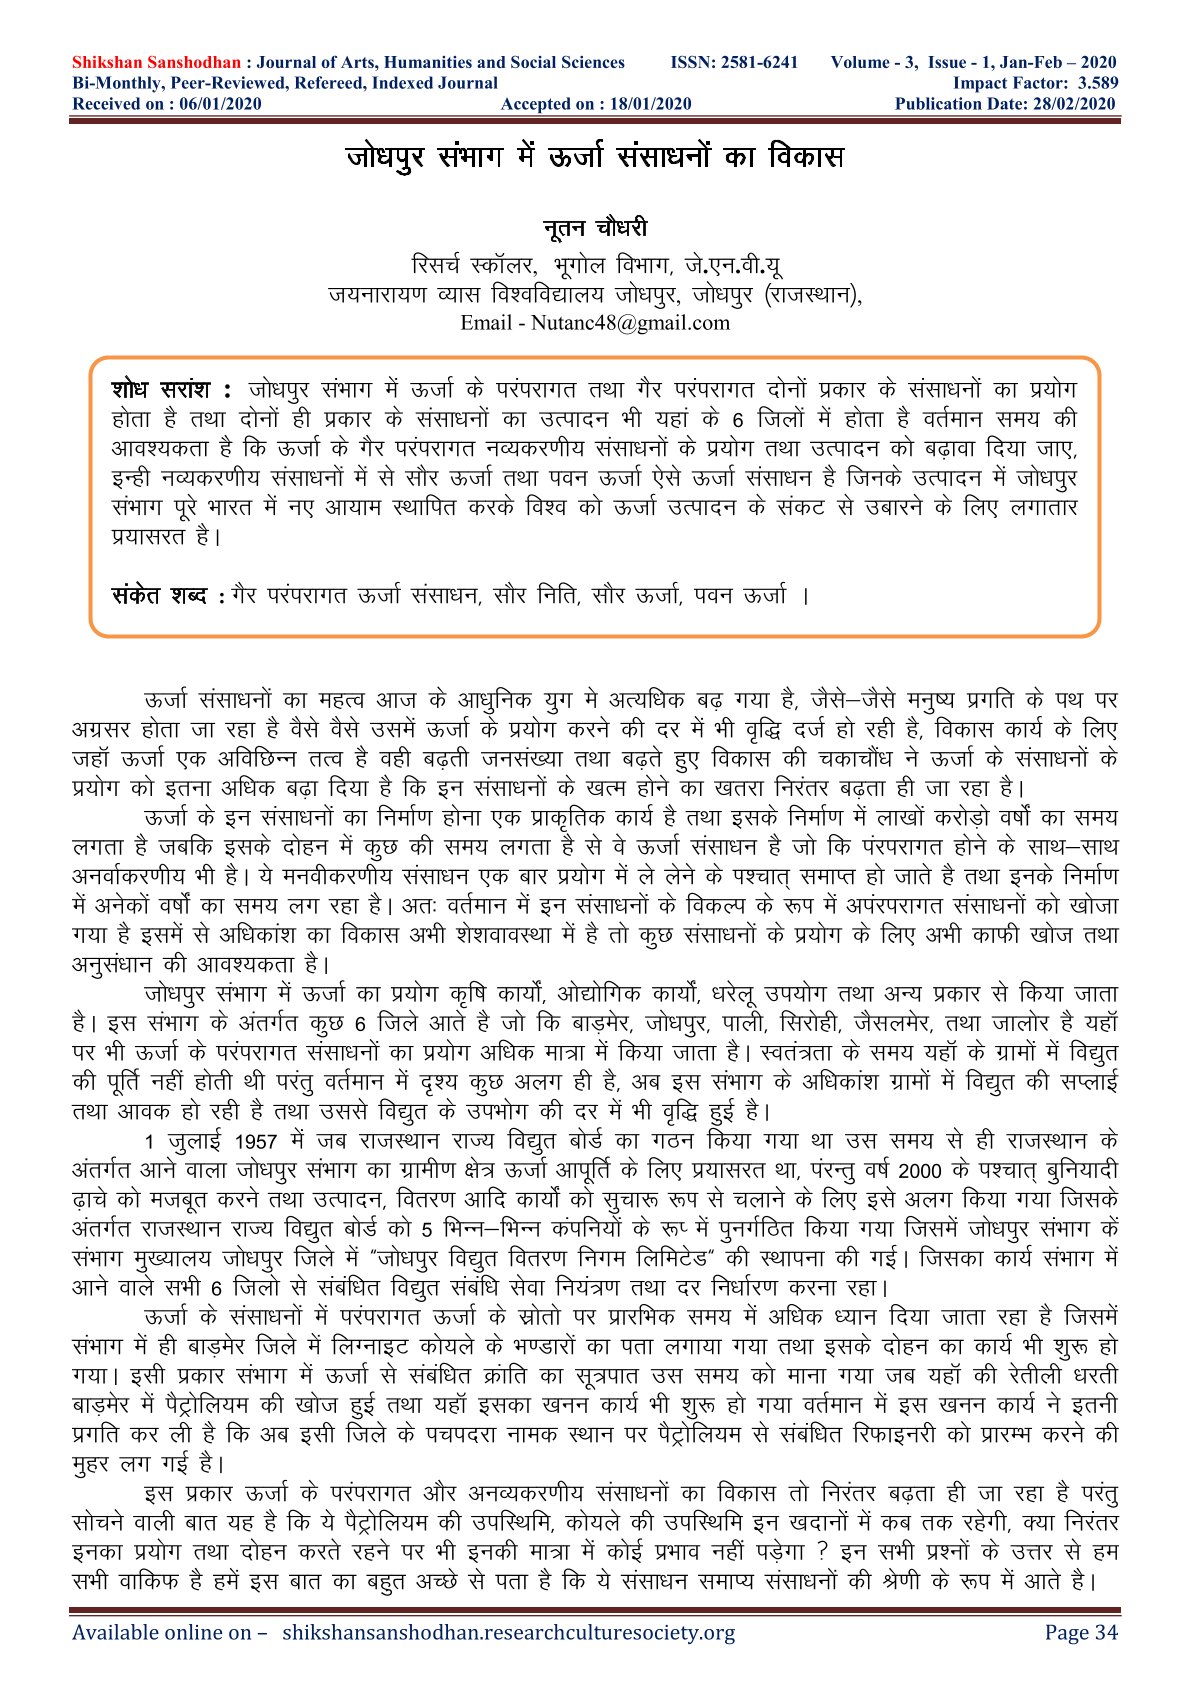 Shikshan Sanshodhan : Journal of Arts, Humanities and Social Sciences ISSN: 2581-6241 Volume - 3, Issue - 1, Jan-Feb – 2020
Bi-Monthly, Peer-Reviewed, Refereed, Indexed Journal Impact Factor: 3.589
Received on : 06/01/2020 Accepted on : 18/01/2020 Publication Date: 28/02/2020
जोधपुर संभाग में ऊर्जा संसाधनों का विकास
नूतन चौधरी
रिसर्च स्कॉलर, भूगोल विभाग, जे.एन.वी.यू
जयनारायण व्यास विश्वविद्यालय जोधपुर, जोधपुर (राजस्थान),
Email - Nutanc48@gmail.com
शोध सरांश : जोधपुर संभाग में ऊर्जा के परंपरागत तथा गैर परंपरागत दोनों प्रकार के संसाधनों का प्रयोग
होता है तथा दोनों ही प्रकार के संसाधनों का उत्पादन भी यहां के 6 जिलों में होता है वर्तमान समय की
आवश्यकता है कि ऊर्जा के गैर परंपरागत नव्यकरणीय संसाधनों के प्रयोग तथा उत्पादन को बढ़ावा दिया जाए,
इन्ही नव्यकरणीय संसाधनों में से सौर ऊर्जा तथा पवन ऊर्जा ऐसे ऊर्जा संसाधन है जिनके उत्पादन में जोधपुर
संभाग पूरे भारत में नए आयाम स्थापित करके विश्व को ऊर्जा उत्पादन के संकट से उबारने के लिए लगातार
प्रयासरत है।
संकेत शब्द : गैर परंपरागत ऊर्जा संसाधन, सौर निति, सौर ऊर्जा, पवन ऊर्जा ।
ऊर्जा संसाधनों का महत्व आज के आधुनिक युग मे अत्यधिक बढ़ गया है, जैसे–जैसे मनुष्य प्रगति के पथ पर
अग्रसर होता जा रहा है वैसे वैसे उसमें ऊर्जा के प्रयोग करने की दर में भी वृद्धि दर्ज हो रही है, विकास कार्य के लिए
जहॉ ऊर्जा एक अविछिन्न तत्व है वही बढ़ती जनसंख्या तथा बढ़ते हुए विकास की चकाचौंध ने ऊर्जा के संसाधनों के
प्रयोग को इतना अधिक बढ़ा दिया है कि इन संसाधनों के खत्म होने का खतरा निरंतर बढ़ता ही जा रहा है।
ऊर्जा के इन संसाधनों का निर्माण होना एक प्राकृतिक कार्य है तथा इसके निर्माण में लाखों करोड़ो वर्षों का समय
लगता है जबकि इसके दोहन में कुछ की समय लगता है से वे ऊर्जा संसाधन है जो कि पंरपरागत होने के साथ–साथ
अनर्वाकरणीय भी है। ये मनवीकरणीय संसाधन एक बार प्रयोग में ले लेने के पश्चात् समाप्त हो जाते है तथा इनके निर्माण
में अनेकों वर्षों का समय लग रहा है। अतः वर्तमान में इन संसाधनों के विकल्प के रूप में अपंरपरागत संसाधनों को खोजा
गया है इसमें से अधिकांश का विकास अभी शेशवावस्था में है तो कुछ संसाधनों के प्रयोग के लिए अभी काफी खोज तथा
अनुसंधान की आवश्यकता है।
जोधपुर संभाग में ऊर्जा का प्रयोग कृषि कार्यों, ओद्योगिक कार्यों, धरेलू उपयोग तथा अन्य प्रकार से किया जाता
है। इस संभाग के अंतर्गत कुछ 6 जिले आते है जो कि बाड़मेर, जोधपुर, पाली, सिरोही, जैसलमेर, तथा जालोर है यहॉ
पर भी ऊर्जा के परंपरागत संसाधनों का प्रयोग अधिक मात्रा में किया जाता है। स्वतंत्रता के समय यहॉ के ग्रामों में विद्युत
की पूर्ति नहीं होती थी परंतु वर्तमान में दृश्य कुछ अलग ही है, अब इस संभाग के अधिकांश ग्रामों में विद्युत की सप्लाई
तथा आवक हो रही है तथा उससे विद्युत के उपभोग की दर में भी वृद्धि हुई है।
1 जुलाई 1957 में जब राजस्थान राज्य विद्युत बोर्ड का गठन किया गया था उस समय से ही राजस्थान के
अंतर्गत आने वाला जोधपुर संभाग का ग्रामीण क्षेत्र ऊर्जा आपूर्ति के लिए प्रयासरत था, पंरन्तु वर्ष 2000 के पश्चात् बुनियादी
ढ़ाचे को मजबूत करने तथा उत्पादन, वितरण आदि कार्यों को सुचारू रूप से चलाने के लिए इसे अलग किया गया जिसके
अंतर्गत राजस्थान राज्य विद्युत बोर्ड को 5 भिन्न–भिन्न कंपनियों के रूप में पुनर्गठित किया गया जिसमें जोधपुर संभाग कें
संभाग मुख्यालय जोधपुर जिले में "जोधपुर विद्युत वितरण निगम लिमिटेड" की स्थापना की गई। जिसका कार्य संभाग में
आने वाले सभी 6 जिलो से संबंधित विद्युत संबंधि सेवा नियंत्रण तथा दर निर्धारण करना रहा।
ऊर्जा के संसाधनों में परंपरागत ऊर्जा के स्रोतो पर प्रारभिक समय में अधिक ध्यान दिया जाता रहा है जिसमें
संभाग में ही बाड़मेर जिले में लिग्नाइट कोयले के भण्डारों का पता लगाया गया तथा इसके दोहन का कार्य भी शुरू हो
गया। इसी प्रकार संभाग में ऊर्जा से संबंधित क्रांति का सूत्रपात उस समय को माना गया जब यहॉ की रेतीली धरती
बाड़मेर में पैट्रोलियम की खोज हुई तथा यहॉ इसका खनन कार्य भी शुरू हो गया वर्तमान में इस खनन कार्य ने इतनी
प्रगति कर ली है कि अब इसी जिले के पचपदरा नामक स्थान पर पैट्रोलियम से संबंधित रिफाइनरी को प्रारम्भ करने की
मुहर लग गई है।
इस प्रकार ऊर्जा के परंपरागत और अनव्यकरणीय संसाधनों का विकास तो निरंतर बढ़ता ही जा रहा है परंतु
सोचने वाली बात यह है कि ये पैट्रोलियम की उपस्थिमि, कोयले की उपस्थिमि इन खदानों में कब तक रहेगी, क्या निरंतर
इनका प्रयोग तथा दोहन करते रहने पर भी इनकी मात्रा में कोई प्रभाव नहीं पड़ेगा ? इन सभी प्रश्नों के उत्तर से हम
सभी वाकिफ है हमें इस बात का बहुत अच्छे से पता है कि ये संसाधन समाप्य संसाधनों की श्रेणी के रूप में आते है।
Available online on – shikshansanshodhan.researchculturesociety.org Page 34